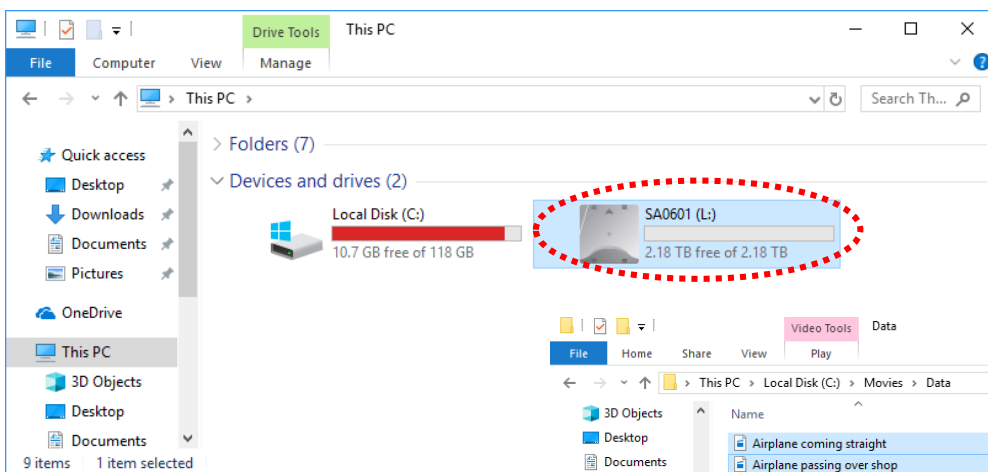 Drive Tools This PC
File Computer View Manage
This PC
Search Th...
Quick access
Desktop
Downloads
Documents
Pictures
OneDrive
This PC
3D Objects
Desktop
Documents
9 items 1 item selected
Folders (7)
Devices and drives (2)
Local Disk (C:)
10.7 GB free of 118 GB
SA0601 (L:)
2.18 TB free of 2.18 TB
Video Tools Data
File Home Share View Play
This PC Local Disk (C:) Movies Data
3D Objects
Desktop
Documents
Name
Airplane coming straight
Airplane passing over shop